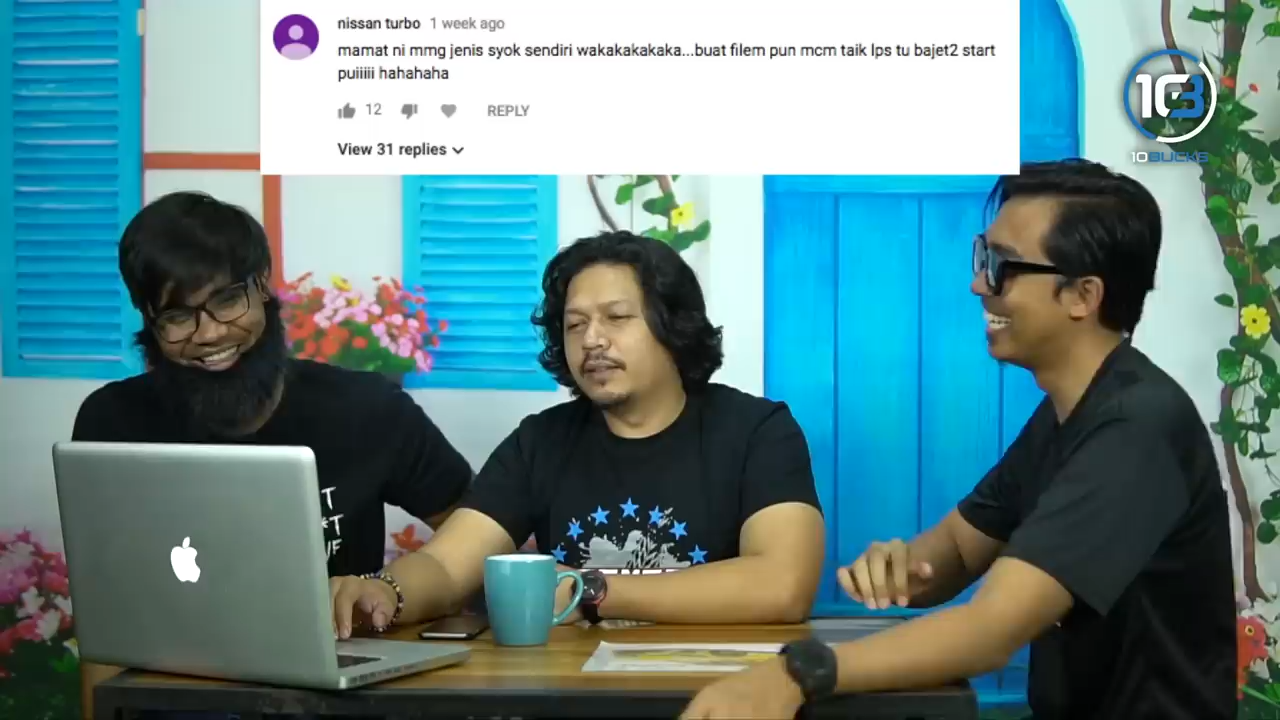 nissan turbo 1 week ago
mamat ni mmg jenis syok sendiri wakakakakaka...buat filem pun mcm taik lps tu bajet2 start
puiiiii hahahaha
12 REPLY
View 31 replies
10B
10BUCKS